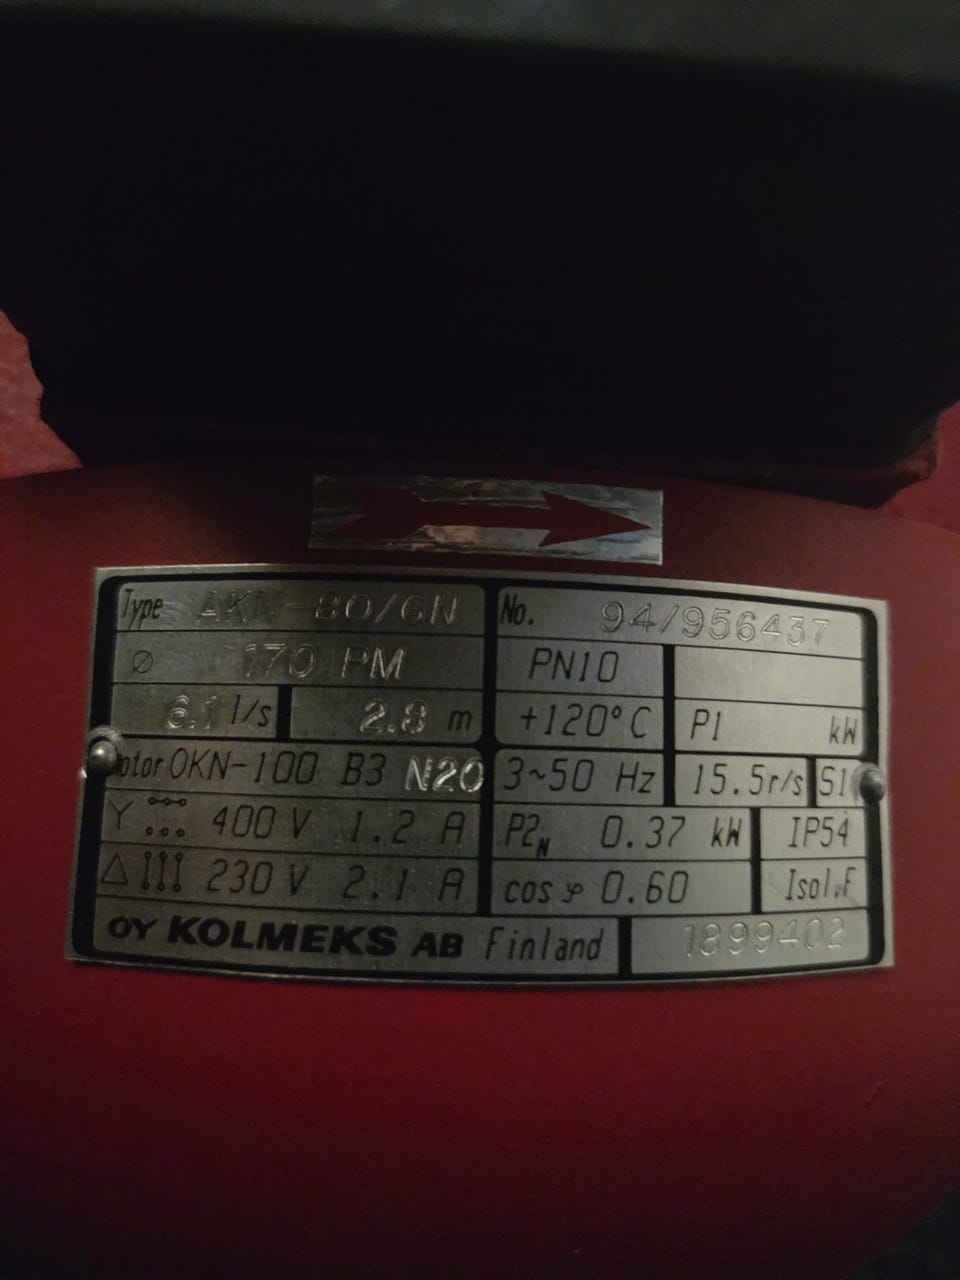 Type AKN-80/6N No. 94/956437
Ø 170 PM PN10
6.1 l/s 2.8 m +120°C P1 kW
Motor OKN-100 B3 N20 3~50 Hz 15.5r/s S1
Y 400 V 1.2 A P2N 0.37 kW IP54
Δ 230 V 2.1 A cos φ 0.60 Isol.F
OY KOLMEKS AB Finland 1899402